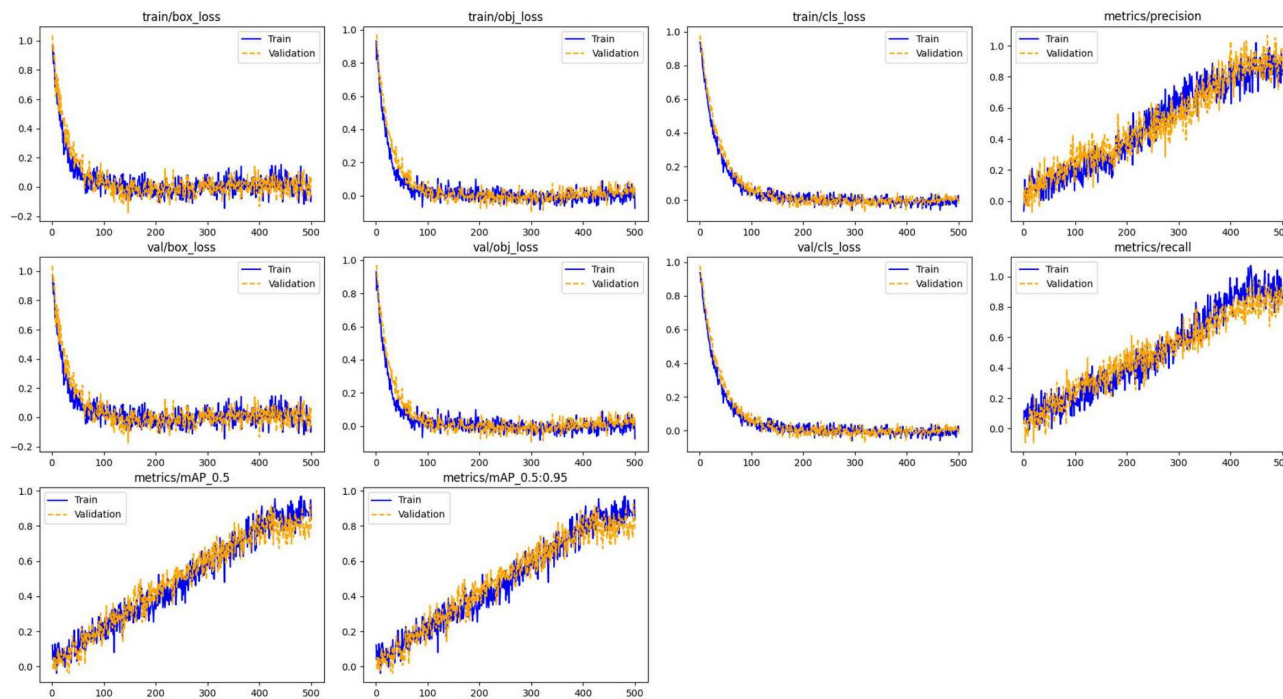 train/box_loss
train/obj_loss
train/cls_loss
metrics/precision
1.0
0.8
0.6
0.4
0.2
0.0
−0.2
0 100 200 300 400 500
Train
Validation
1.0
0.8
0.6
0.4
0.2
0.0
0 100 200 300 400 500
Train
Validation
1.0
0.8
0.6
0.4
0.2
0.0
0 100 200 300 400 500
Train
Validation
1.0
0.8
0.6
0.4
0.2
0.0
0 100 200 300 400 500
Train
Validation
val/box_loss
val/obj_loss
val/cls_loss
metrics/recall
1.0
0.8
0.6
0.4
0.2
0.0
−0.2
0 100 200 300 400 500
Train
Validation
1.0
0.8
0.6
0.4
0.2
0.0
0 100 200 300 400 500
Train
Validation
1.0
0.8
0.6
0.4
0.2
0.0
0 100 200 300 400 500
Train
Validation
1.0
0.8
0.6
0.4
0.2
0.0
0 100 200 300 400 500
Train
Validation
metrics/mAP_0.5
metrics/mAP_0.5:0.95
1.0
0.8
0.6
0.4
0.2
0.0
0 100 200 300 400 500
Train
Validation
1.0
0.8
0.6
0.4
0.2
0.0
0 100 200 300 400 500
Train
Validation